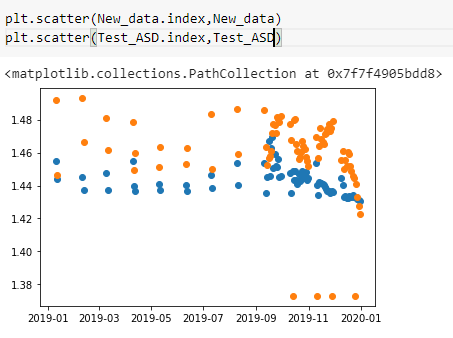 plt.scatter(New_data.index,New_data)
plt.scatter(Test_ASD.index,Test_ASD)
<matplotlib.collections.PathCollection at 0x7f7f4905bdd8>
1.48
1.46
1.44
1.42
1.40
1.38
2019-01 2019-03 2019-05 2019-07 2019-09 2019-11 2020-01